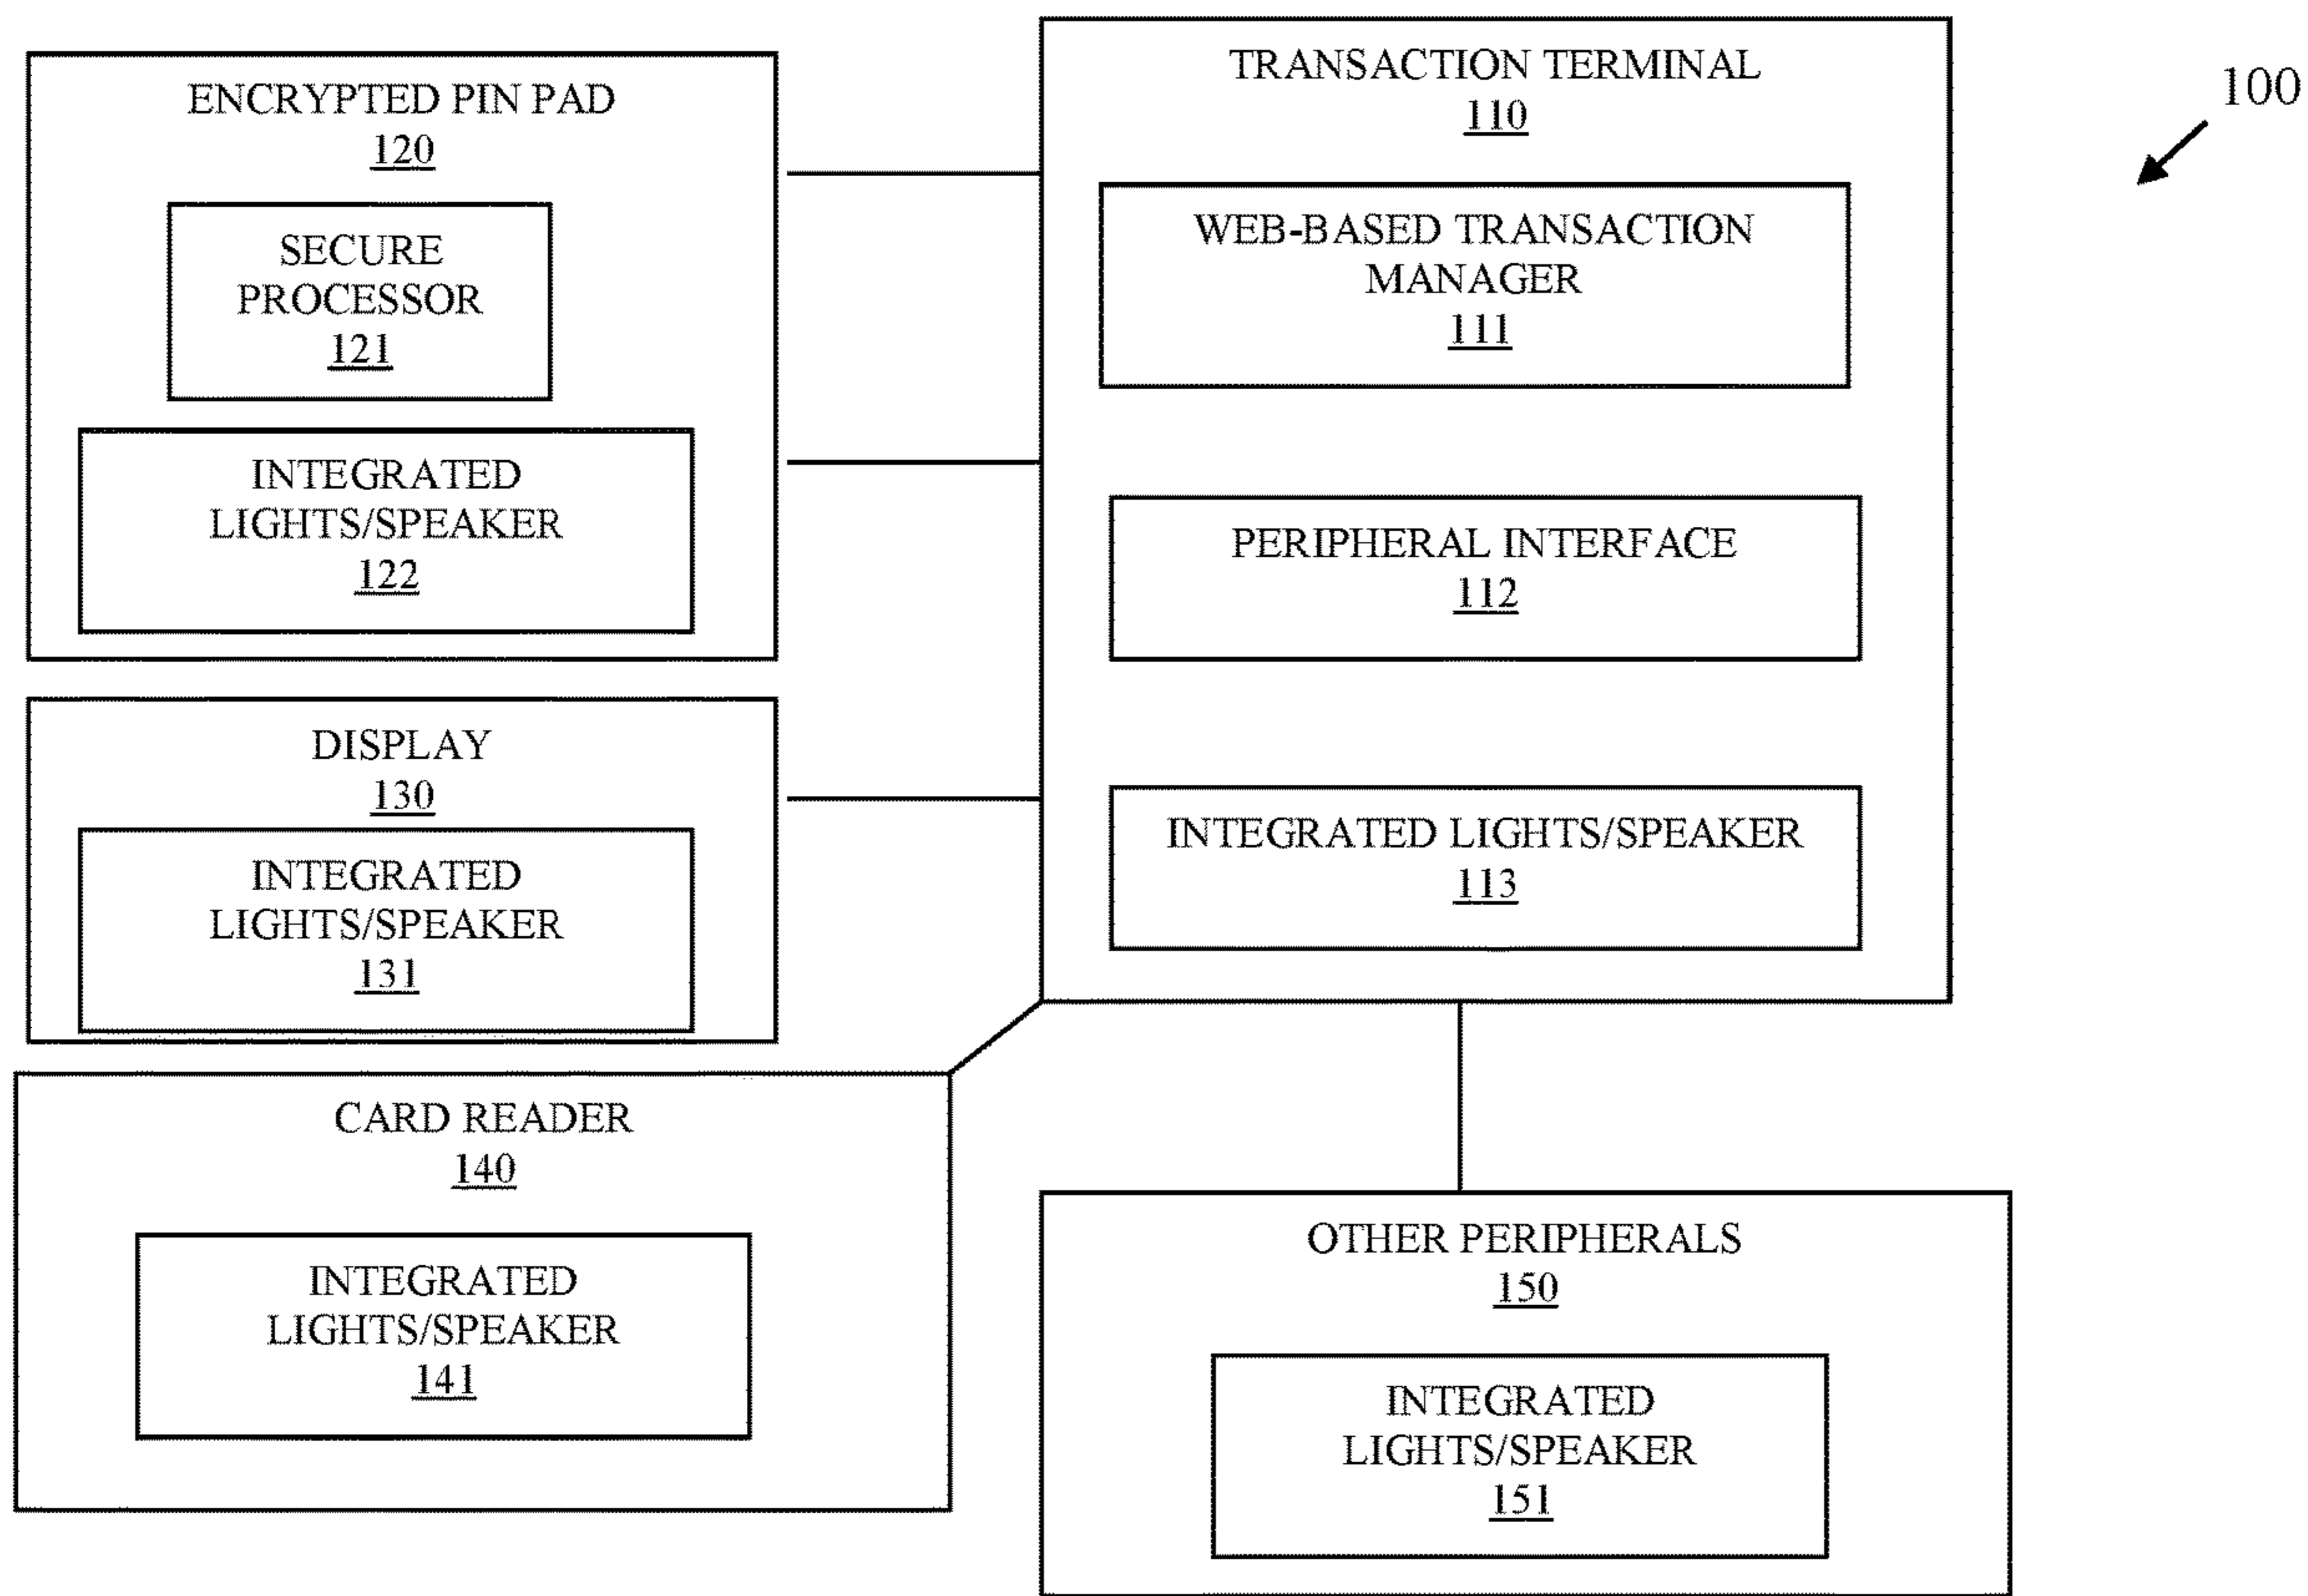 ENCRYPTED PIN PAD
120
SECURE
PROCESSOR
121
INTEGRATED
LIGHTS/SPEAKER
122
DISPLAY
130
INTEGRATED
LIGHTS/SPEAKER
131
CARD READER
140
INTEGRATED
LIGHTS/SPEAKER
141
TRANSACTION TERMINAL
110
WEB-BASED TRANSACTION
MANAGER
111
PERIPHERAL INTERFACE
112
INTEGRATED LIGHTS/SPEAKER
113
OTHER PERIPHERALS
150
INTEGRATED
LIGHTS/SPEAKER
151
100